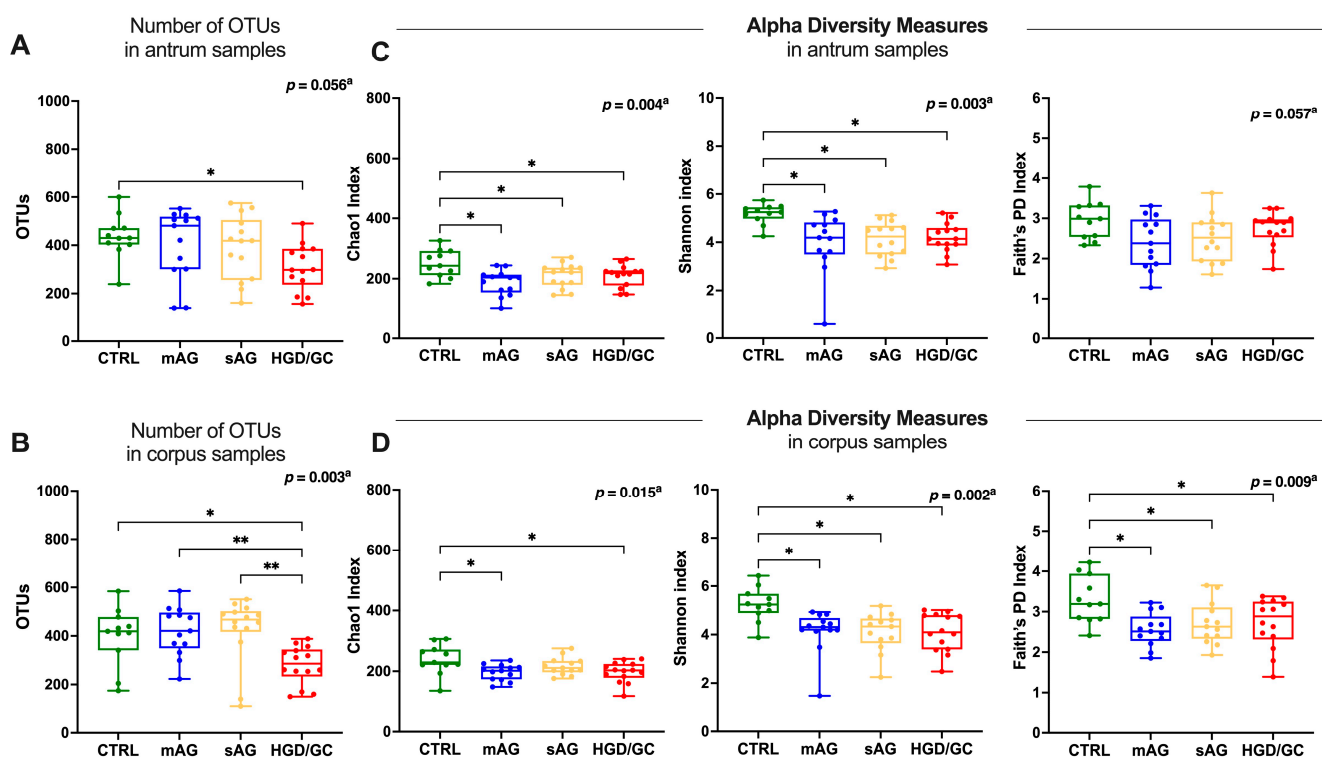 A
Number of OTUs
in antrum samples
p = 0.056a
OTUs
1000
800
600
400
200
0
*
CTRL
mAG
sAG
HGD/GC
C
Alpha Diversity Measures
in antrum samples
p = 0.004a
Chao1 Index
800
600
400
200
0
*
*
*
CTRL
mAG
sAG
HGD/GC
p = 0.003a
Shannon index
10
8
6
4
2
0
*
*
*
CTRL
mAG
sAG
HGD/GC
p = 0.057a
Faith's PD Index
6
5
4
3
2
1
0
CTRL
mAG
sAG
HGD/GC
B
Number of OTUs
in corpus samples
p = 0.003a
OTUs
1000
800
600
400
200
0
*
**
**
CTRL
mAG
sAG
HGD/GC
D
Alpha Diversity Measures
in corpus samples
p = 0.015a
Chao1 Index
800
600
400
200
0
*
*
CTRL
mAG
sAG
HGD/GC
p = 0.002a
Shannon index
10
8
6
4
2
0
*
*
*
CTRL
mAG
sAG
HGD/GC
p = 0.009a
Faith's PD Index
6
5
4
3
2
1
0
*
*
*
CTRL
mAG
sAG
HGD/GC